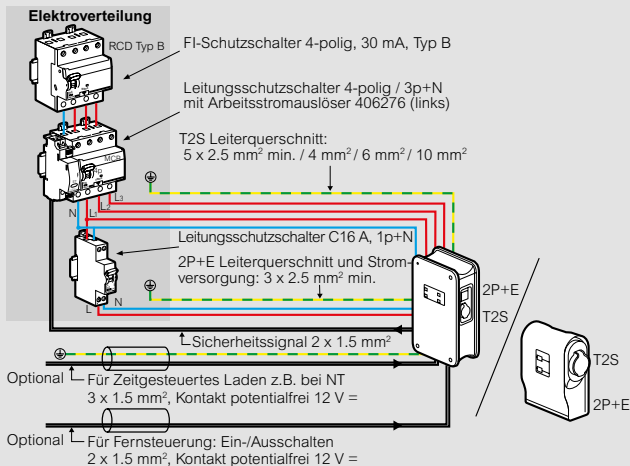 Elektroverteilung
RCD Typ B
FI-Schutzschalter 4-polig, 30 mA, Typ B
Leitungsschutzschalter 4-polig / 3p+N
mit Arbeitsstromauslöser 406276 (links)
MCB
T2S Leiterquerschnitt:
5 x 2.5 mm² min. / 4 mm² / 6 mm² / 10 mm²
N
L1
L2
L3
Leitungsschutzschalter C16 A, 1p+N
2P+E Leiterquerschnitt und Strom-
versorgung: 3 x 2.5 mm² min.
L
N
2P+E
T2S
Sicherheitssignal 2 x 1.5 mm²
T2S
2P+E
Optional
Für Zeitgesteuertes Laden z.B. bei NT
3 x 1.5 mm², Kontakt potentialfrei 12 V =
Optional
Für Fernsteuerung: Ein-/Ausschalten
2 x 1.5 mm², Kontakt potentialfrei 12 V =